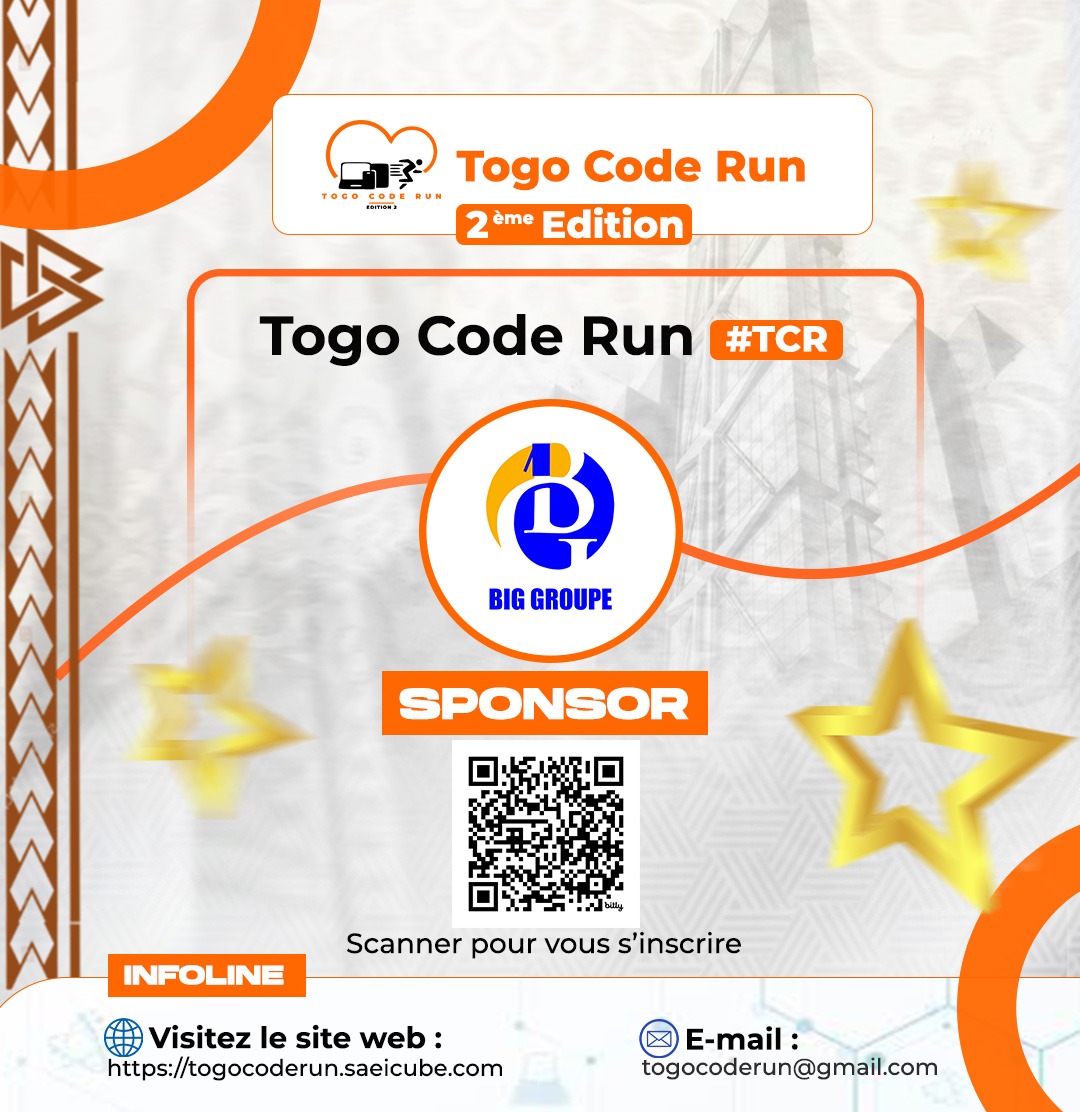 TOGO CODE RUN
EDITION 2
Togo Code Run
2ème Edition
Togo Code Run #TCR
BIG GROUPE
SPONSOR
bitly
Scanner pour vous s’inscrire
INFOLINE
Visitez le site web :
https://togocoderun.saeicube.com
E-mail :
togocoderun@gmail.com